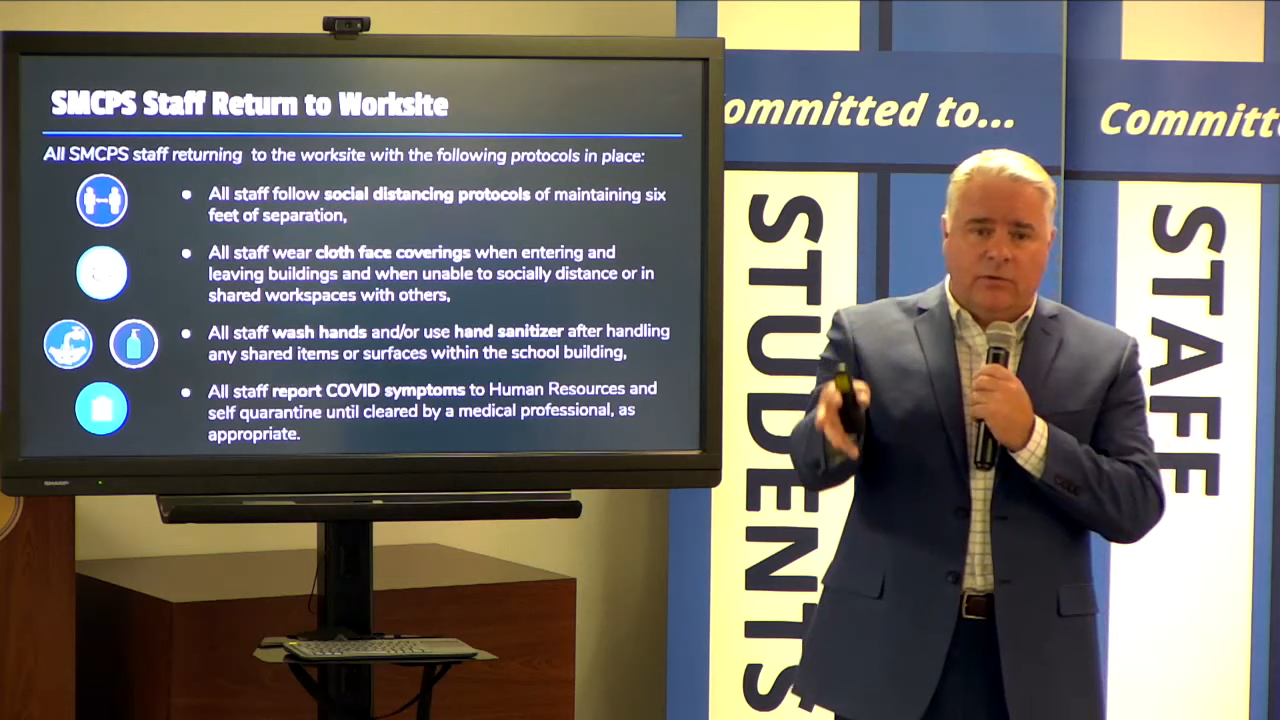 SMCPS Staff Return to Worksite
All SMCPS staff returning to the worksite with the following protocols in place:
• All staff follow social distancing protocols of maintaining six
feet of separation,
• All staff wear cloth face coverings when entering and
leaving buildings and when unable to socially distance or in
shared workspaces with others,
• All staff wash hands and/or use hand sanitizer after handling
any shared items or surfaces within the school building,
• All staff report COVID symptoms to Human Resources and
self quarantine until cleared by a medical professional, as
appropriate.
SHARP
ommitted to...
STUDENTS
Committ
STAFF